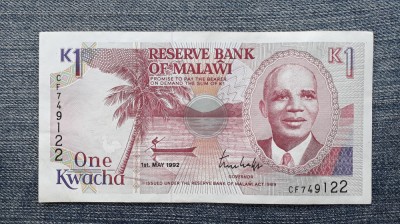 K1
RESERVE BANK
OF MALAŴI
K1
PROMISE TO PAY THE BEARER
ON DEMAND THE SUM OF K1
CF749122
1st. MAY 1992
GOVERNOR
One
Kwacha
ISSUED UNDER THE RESERVE BANK OF MALAWI ACT 1989
CF749122